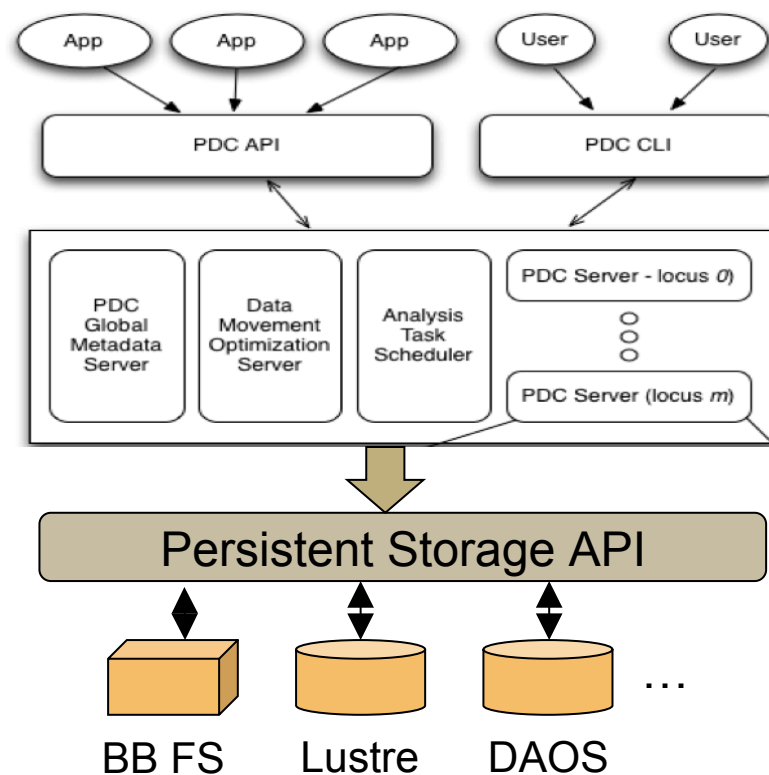 App
App
App
User
User
PDC API
PDC CLI
PDC
Global
Metadata
Server
Data
Movement
Optimization
Server
Analysis
Task
Scheduler
PDC Server - locus 0)
PDC Server (locus m)
Persistent Storage API
BB FS
Lustre
DAOS
...